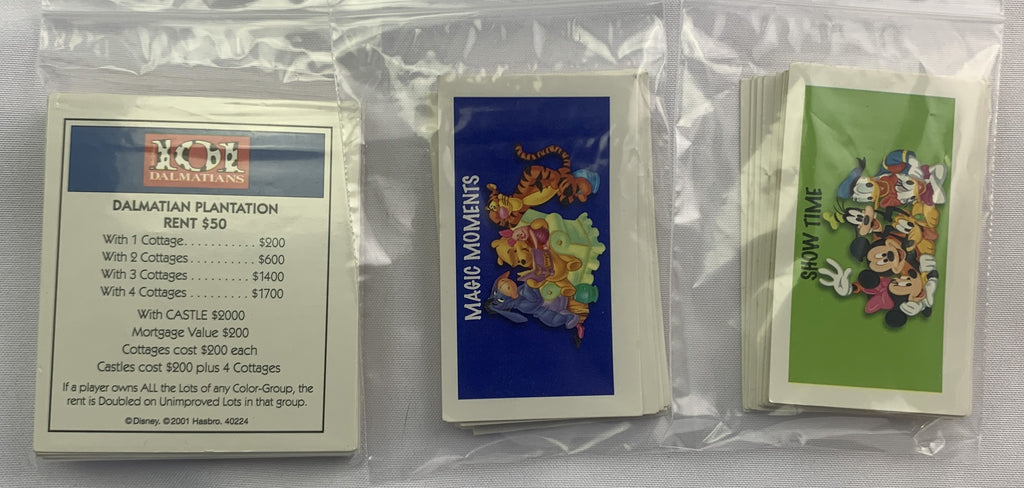 101
DALMATIANS
DALMATIAN PLANTATION
RENT $50
With 1 Cottage.......... $200
With 2 Cottages......... $600
With 3 Cottages ........ $1400
With 4 Cottages ........ $1700
With CASTLE $2000
Mortgage Value $200
Cottages cost $200 each
Castles cost $200 plus 4 Cottages
If a player owns ALL the Lots of any Color-Group, the
rent is Doubled on Unimproved Lots in that group.
©Disney. ©2001 Hasbro. 40224
MAGIC MOMENTS
SHOW TIME